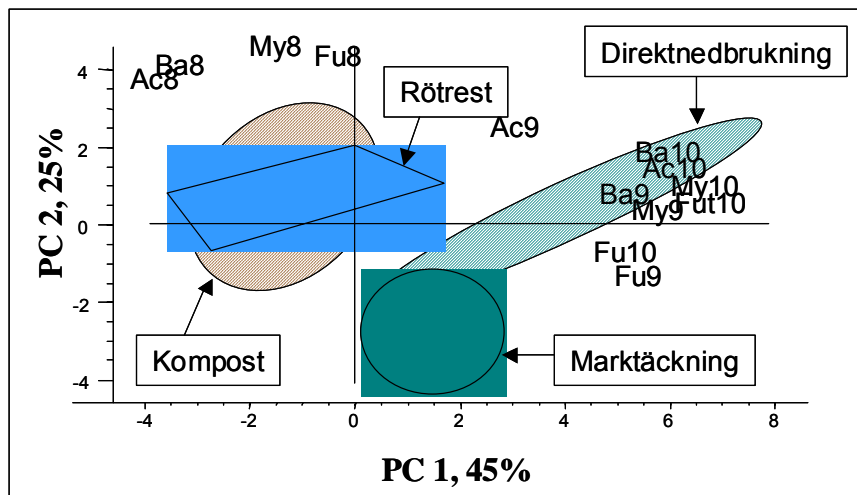 My8
Fu8
Ba8
Ac8
Direktnedbrukning
Rötrest
Ac9
Ba10
Ac10
My10
Fut10
Ba9
My9
Fu10
Fu9
Kompost
Marktäckning
PC 2, 25%
4
2
0
-2
-4
-4 -2 0 2 4 6 8
PC 1, 45%